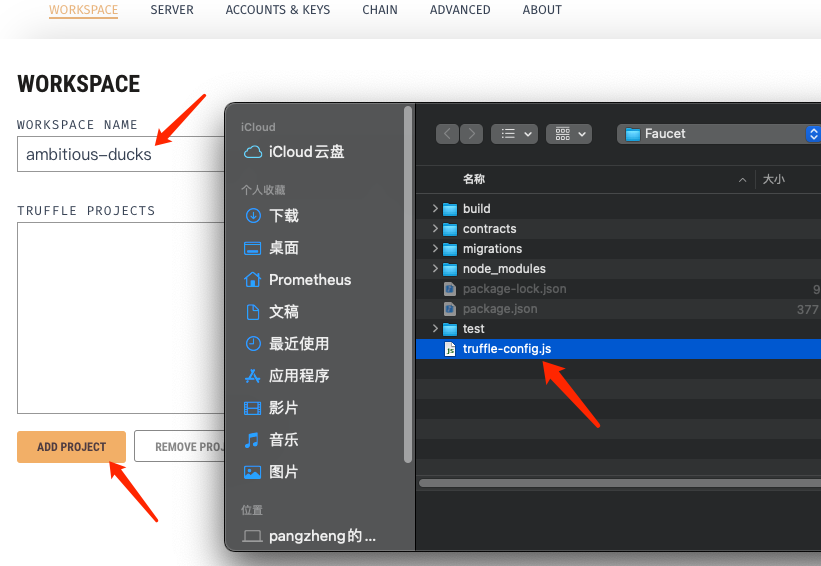 WORKSPACE SERVER ACCOUNTS & KEYS CHAIN ADVANCED ABOUT
WORKSPACE
WORKSPACE NAME
ambitious-ducks
TRUFFLE PROJECTS
ADD PROJECT
REMOVE PROJ
iCloud
iCloud云盘
个人收藏
下载
桌面
Prometheus
文稿
最近使用
应用程序
影片
音乐
图片
位置
pangzheng的...
Faucet
名称 大小
build
contracts
migrations
node_modules
package-lock.json 9
package.json 377
test
truffle-config.js